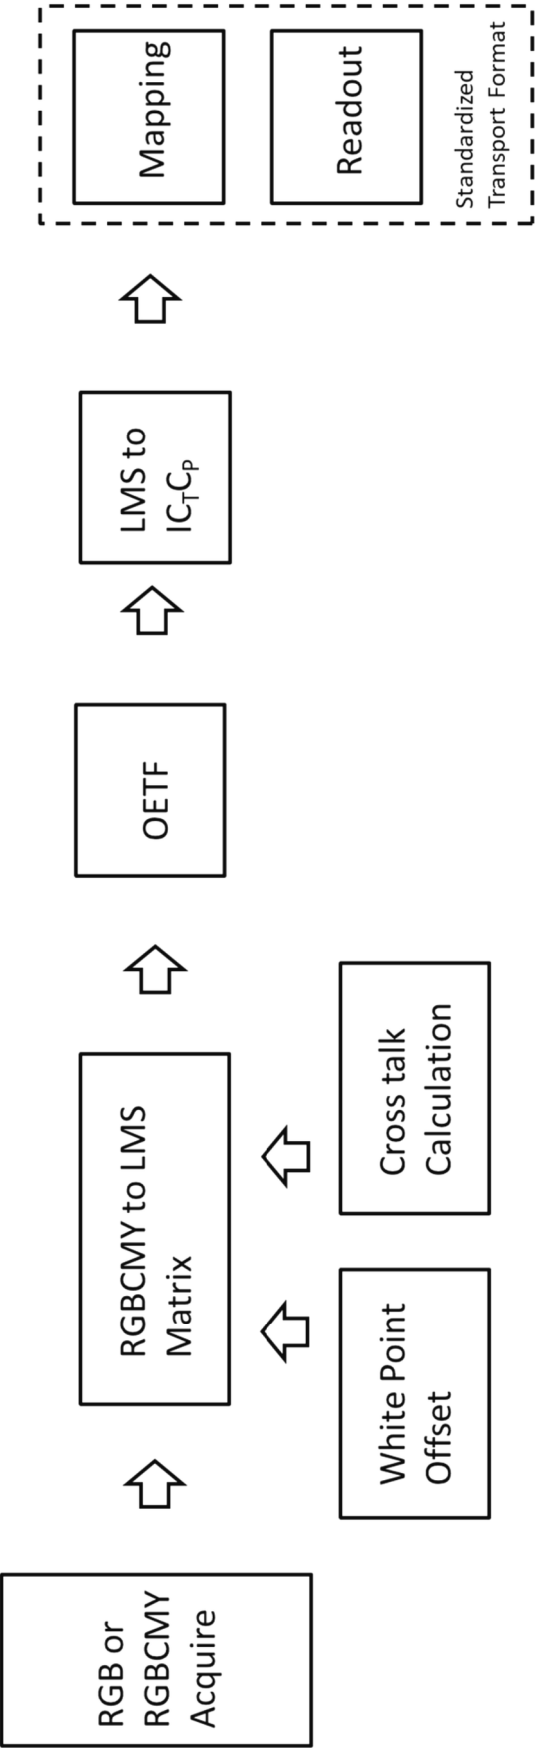 RGB or
RGBCMY
Acquire
RGBCMY to LMS
Matrix
White Point
Offset
Cross talk
Calculation
OETF
LMS to
ICTCP
Mapping
Readout
Standardized
Transport Format